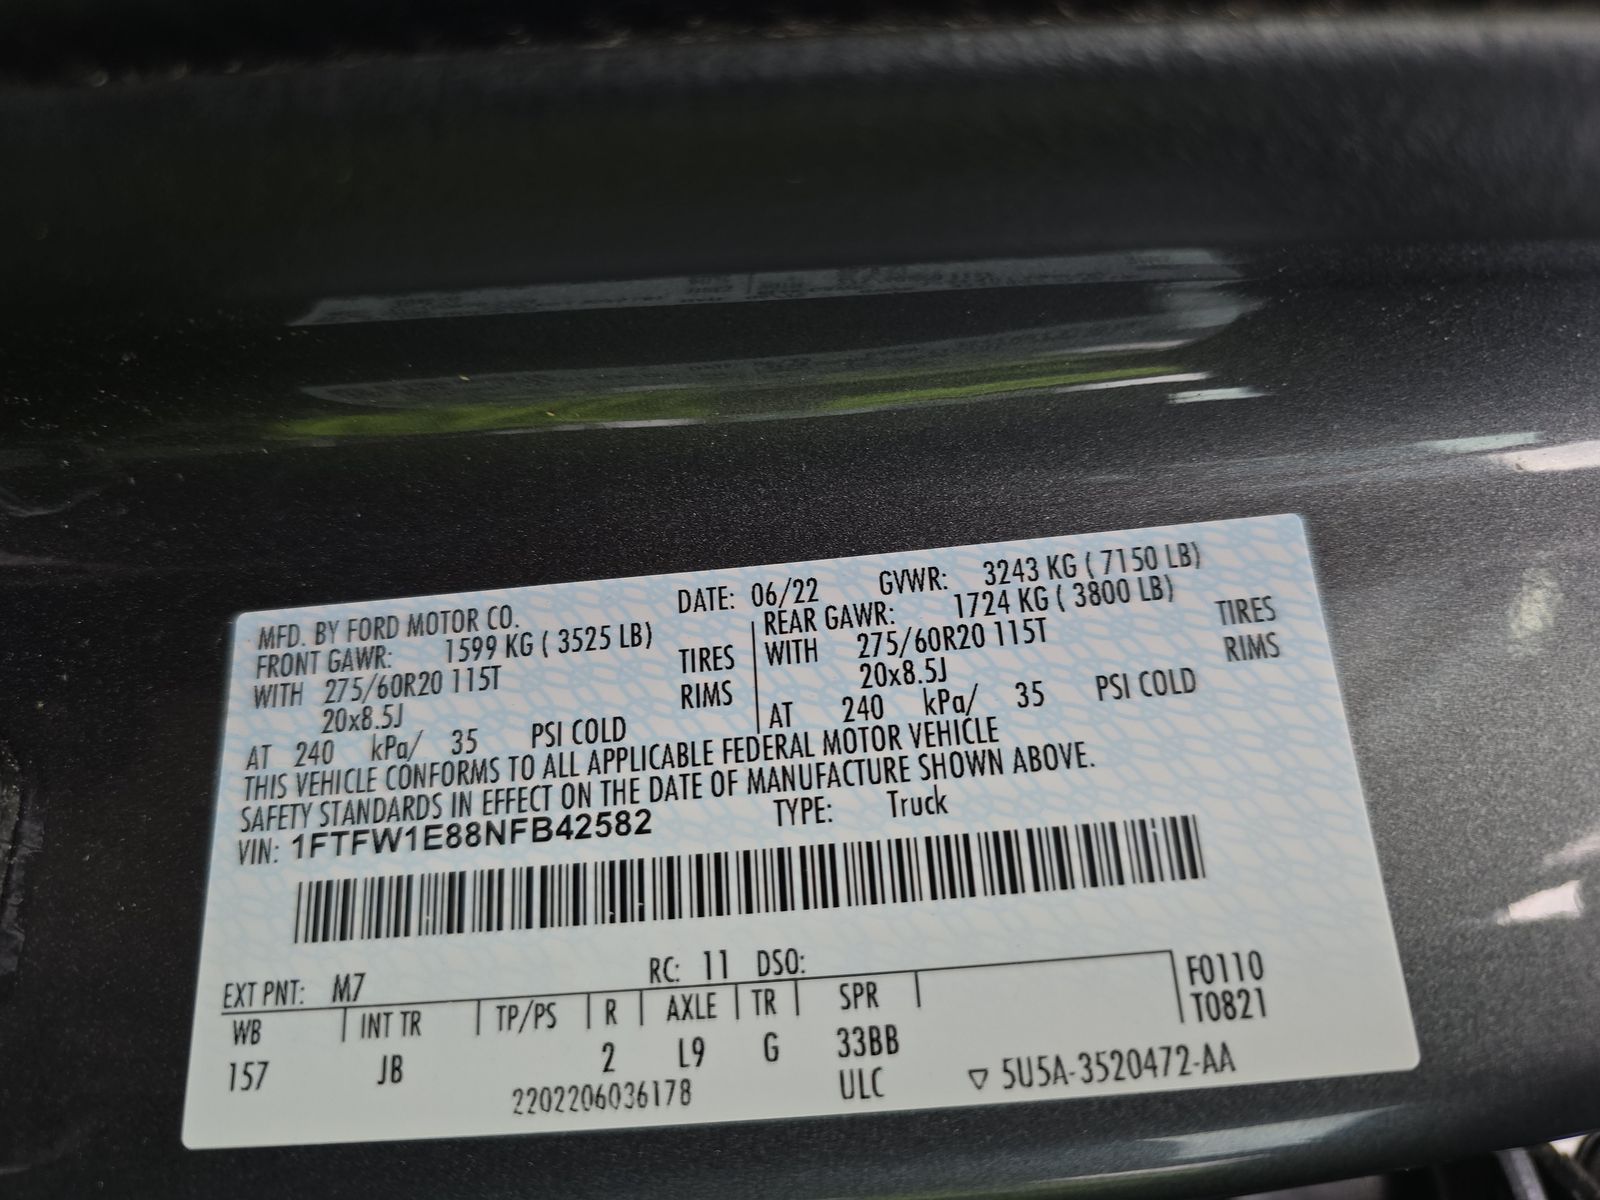 MFD. BY FORD MOTOR CO. DATE: 06/22 GVWR: 3243 KG ( 7150 LB)
FRONT GAWR: 1599 KG ( 3525 LB) REAR GAWR: 1724 KG ( 3800 LB)
WITH 275/60R20 115T TIRES WITH 275/60R20 115T TIRES
20x8.5J RIMS 20x8.5J RIMS
AT 240 kPa/ 35 PSI COLD AT 240 kPa/ 35 PSI COLD
THIS VEHICLE CONFORMS TO ALL APPLICABLE FEDERAL MOTOR VEHICLE
SAFETY STANDARDS IN EFFECT ON THE DATE OF MANUFACTURE SHOWN ABOVE.
VIN: 1FTFW1E88NFB42582 TYPE: Truck
EXT PNT: M7 RC: 11 DSO: F0110
WB INT TR TP/PS R AXLE TR SPR T0821
157 JB 2 L9 G 33BB
2202206036178 ULC ▽ 5U5A-3520472-AA